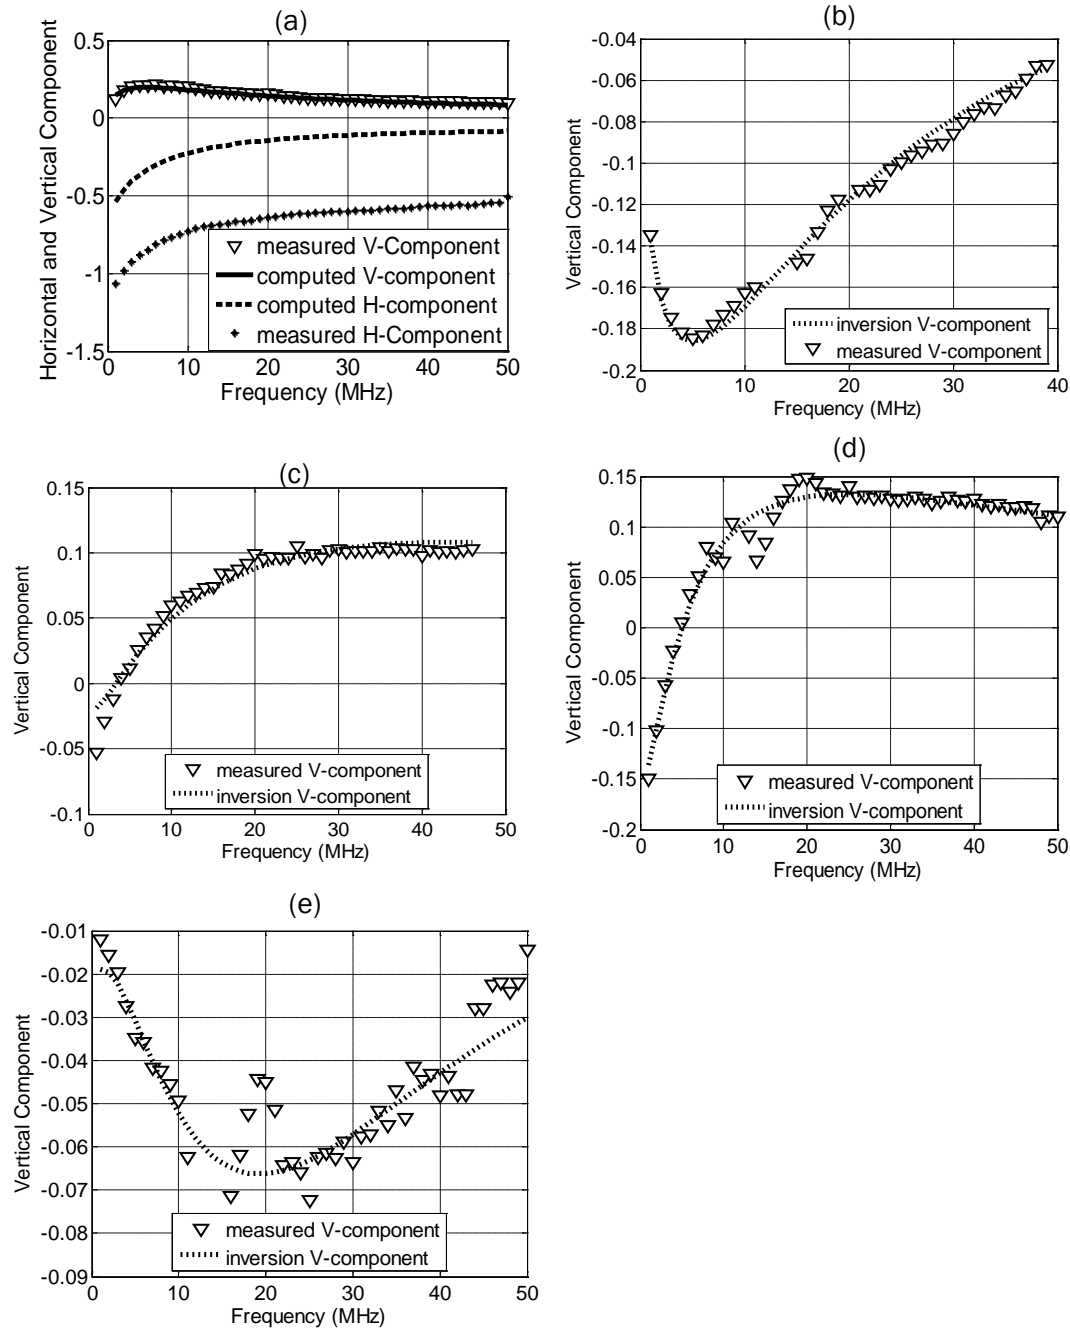 (a)
Horizontal and Vertical Component
0.5
0
-0.5
-1
-1.5
measured V-Component
computed V-component
computed H-component
measured H-Component
0 10 20 30 40 50
Frequency (MHz)
(b)
Vertical Component
-0.04
-0.06
-0.08
-0.1
-0.12
-0.14
-0.16
-0.18
-0.2
inversion V-component
measured V-component
0 10 20 30 40
Frequency (MHz)
(c)
Vertical Component
0.15
0.1
0.05
0
-0.05
-0.1
measured V-component
inversion V-component
0 10 20 30 40 50
Frequency (MHz)
(d)
Vertical Component
0.15
0.1
0.05
0
-0.05
-0.1
-0.15
-0.2
measured V-component
inversion V-component
0 10 20 30 40 50
Frequency (MHz)
(e)
Vertical Component
-0.01
-0.02
-0.03
-0.04
-0.05
-0.06
-0.07
-0.08
-0.09
measured V-component
inversion V-component
0 10 20 30 40 50
Frequency (MHz)